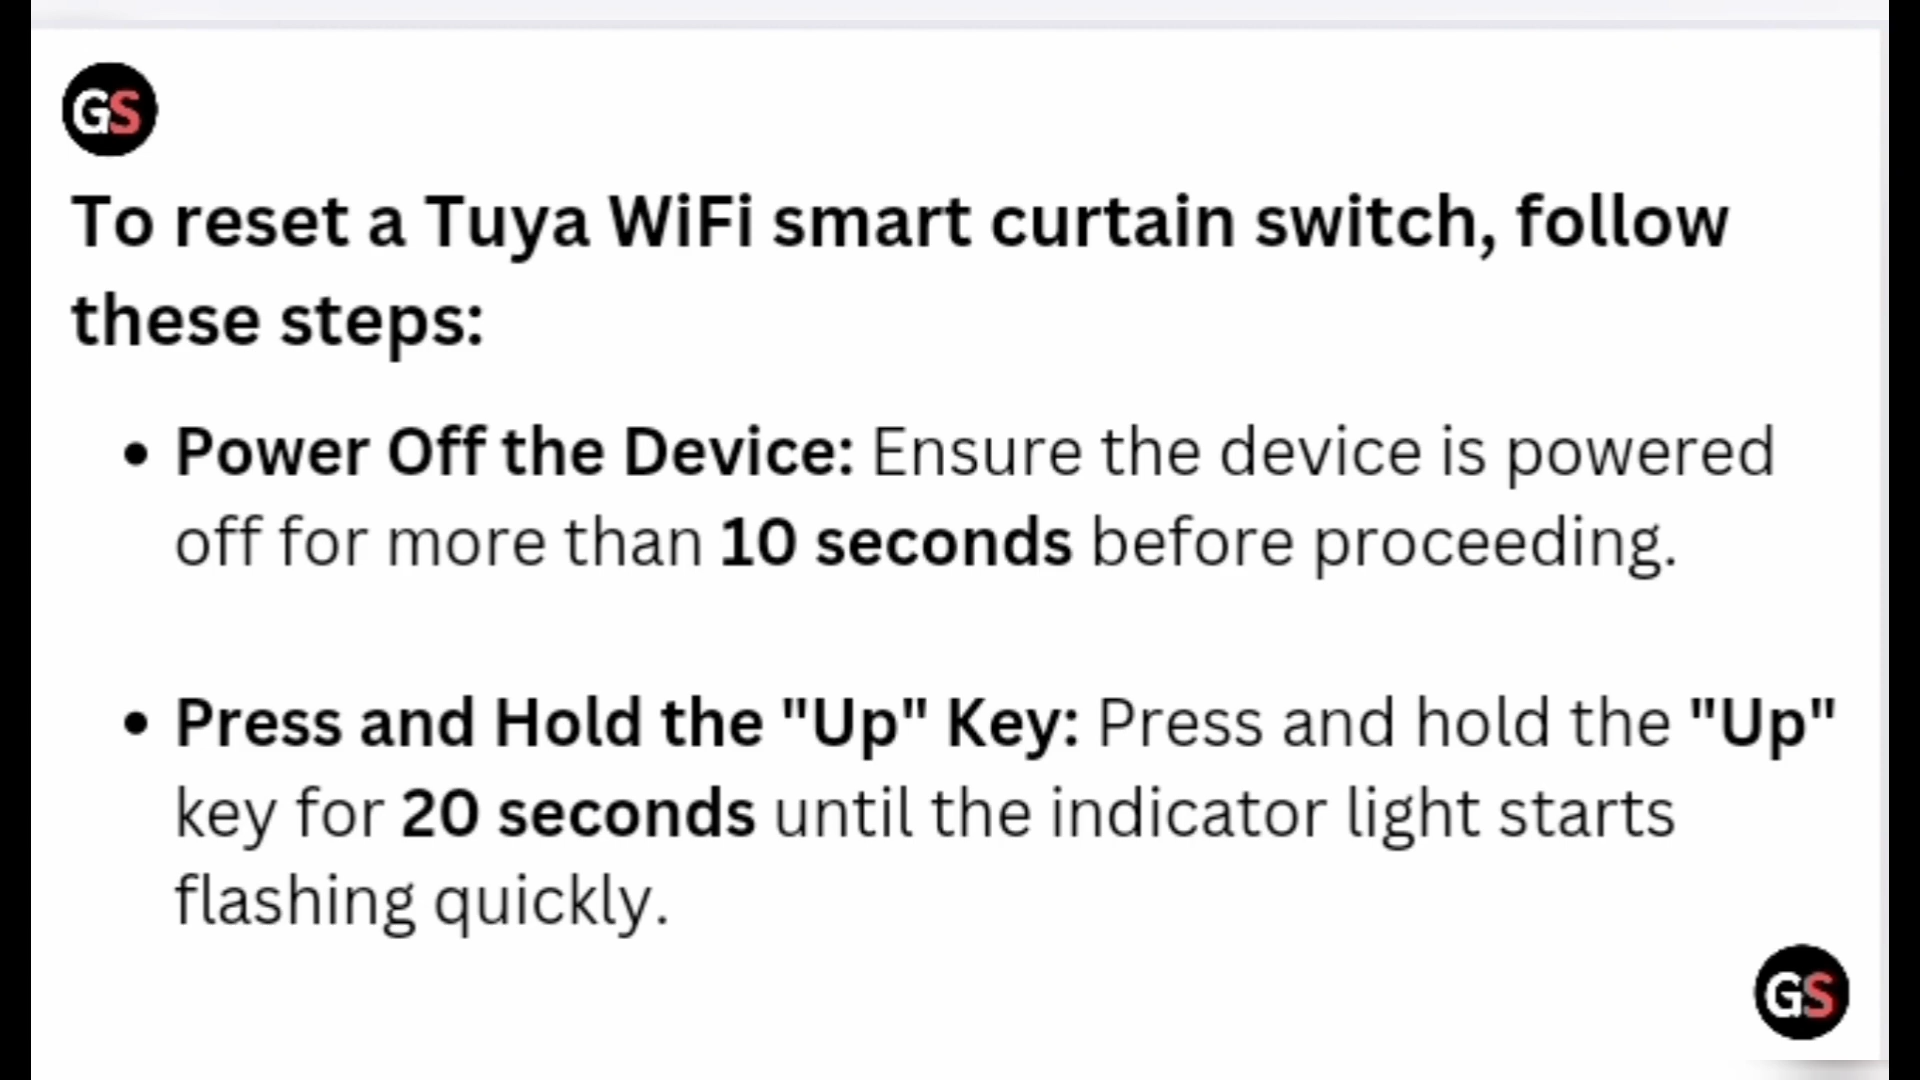 GS
To reset a Tuya WiFi smart curtain switch, follow
these steps:
• Power Off the Device: Ensure the device is powered
off for more than 10 seconds before proceeding.
• Press and Hold the "Up" Key: Press and hold the "Up"
key for 20 seconds until the indicator light starts
flashing quickly.
GS